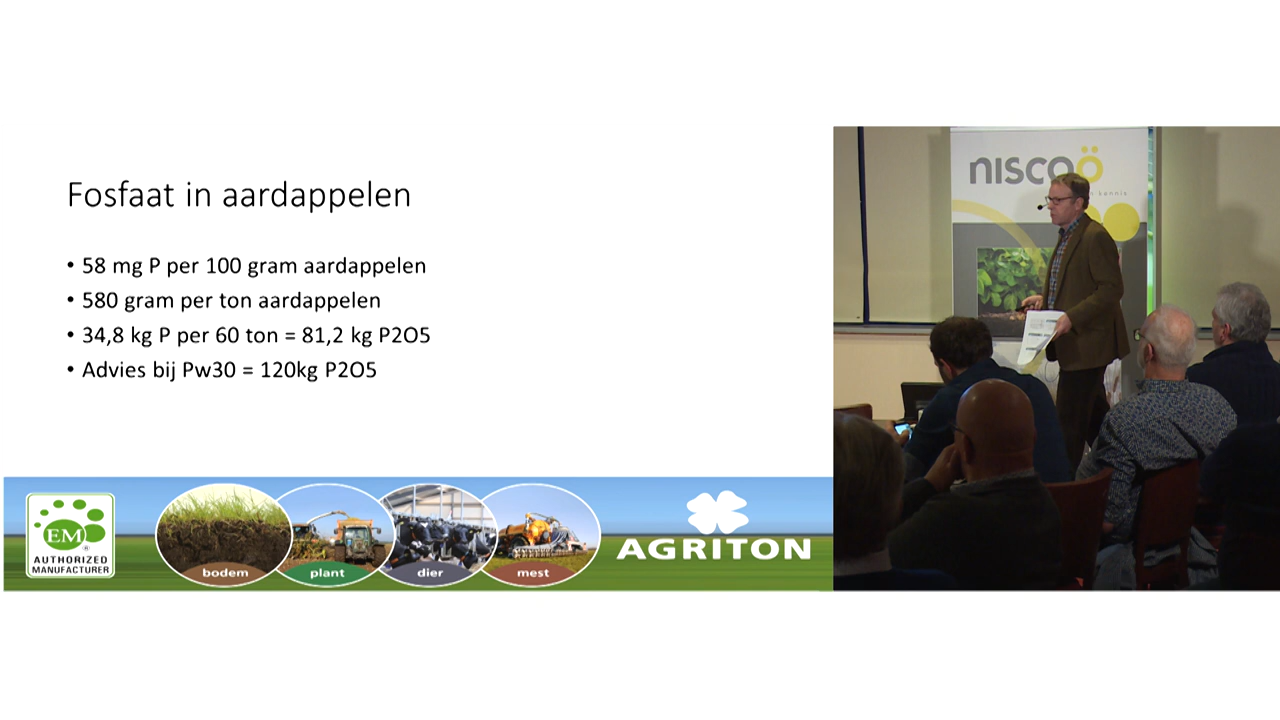 Fosfaat in aardappelen
• 58 mg P per 100 gram aardappelen
• 580 gram per ton aardappelen
• 34,8 kg P per 60 ton = 81,2 kg P2O5
• Advies bij Pw30 = 120kg P2O5
EM
®
AUTHORIZED
MANUFACTURER
bodem
plant
dier
mest
AGRITON
niscoö
kennis